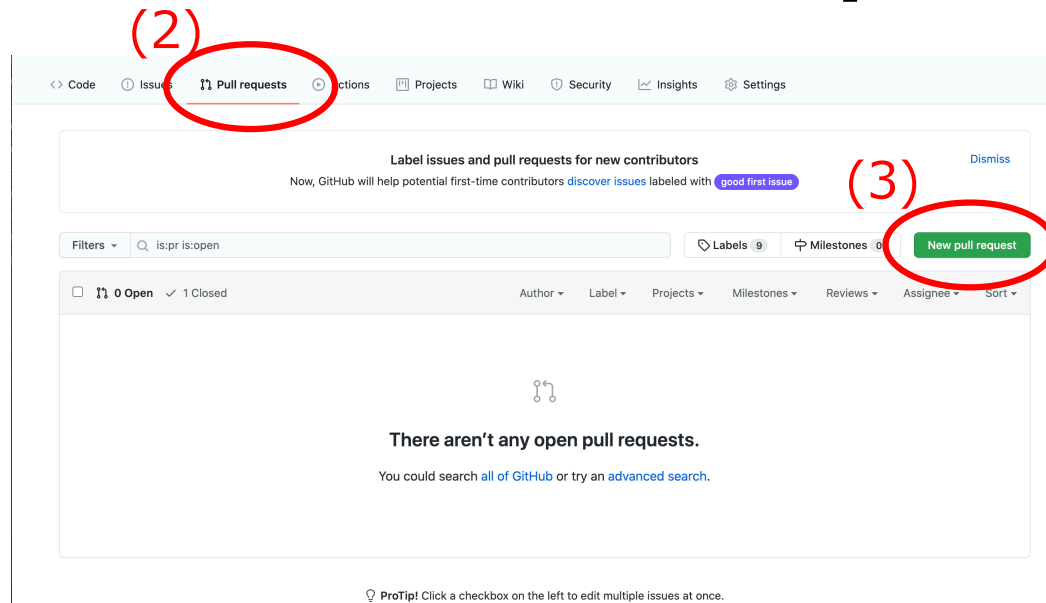 (2)
Code Issues Pull requests Actions Projects Wiki Security Insights Settings
Label issues and pull requests for new contributors
Dismiss
Now, GitHub will help potential first-time contributors discover issues labeled with good first issue
(3)
Filters is:pr is:open Labels 9 Milestones 0 New pull request
0 Open 1 Closed Author Label Projects Milestones Reviews Assignee Sort
There aren't any open pull requests.
You could search all of GitHub or try an advanced search.
ProTip! Click a checkbox on the left to edit multiple issues at once.